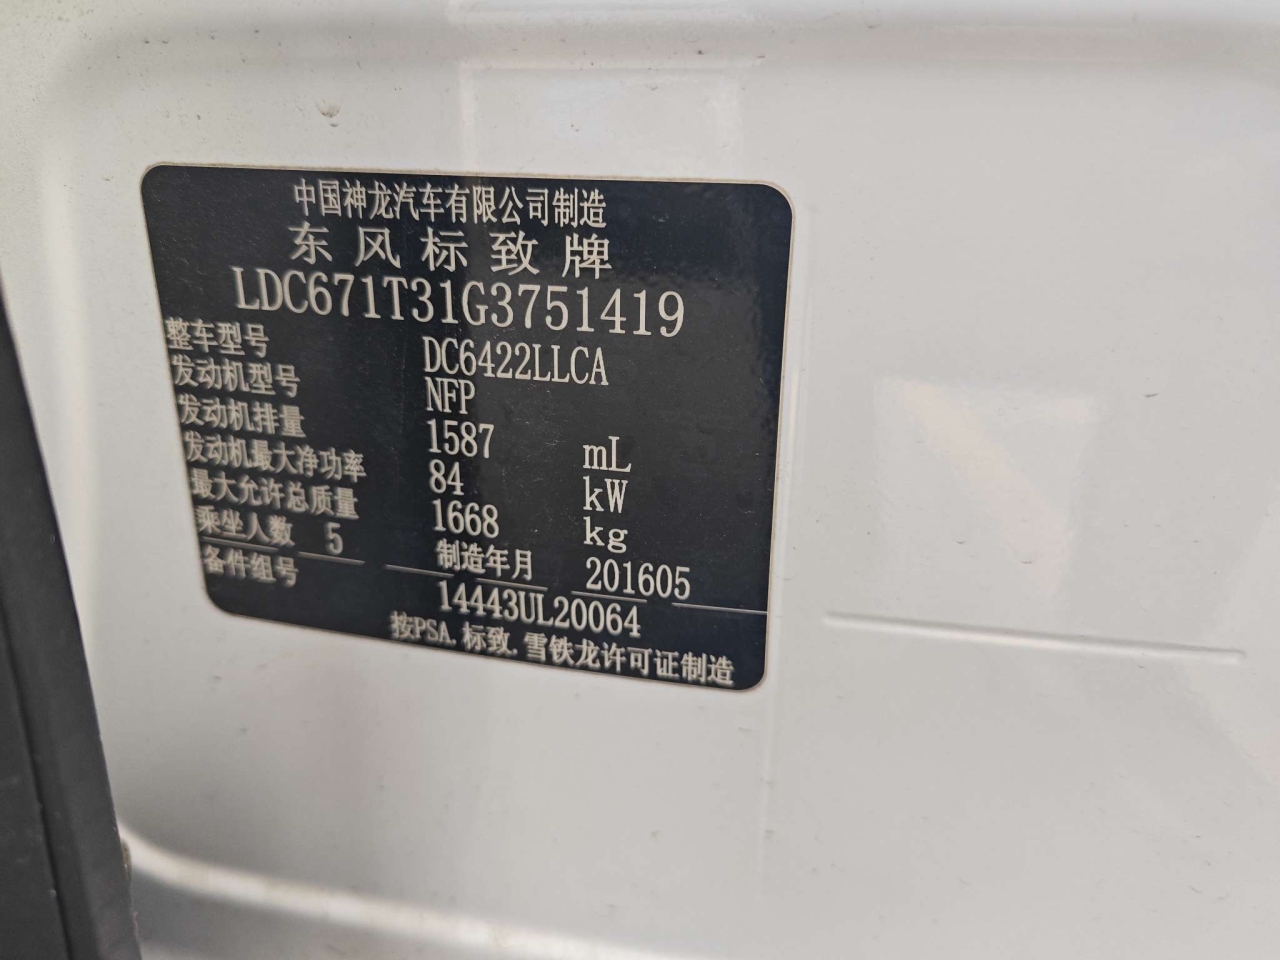 中国神龙汽车有限公司制造
东风标致牌
LDC671T31G3751419
整车型号 DC6422LLCA
发动机型号 NFP
发动机排量 1587 mL
发动机最大净功率 84 kW
最大允许总质量 1668 kg
乘坐人数 5 制造年月 201605
备件组号 14443UL20064
按PSA.标致.雪铁龙许可证制造